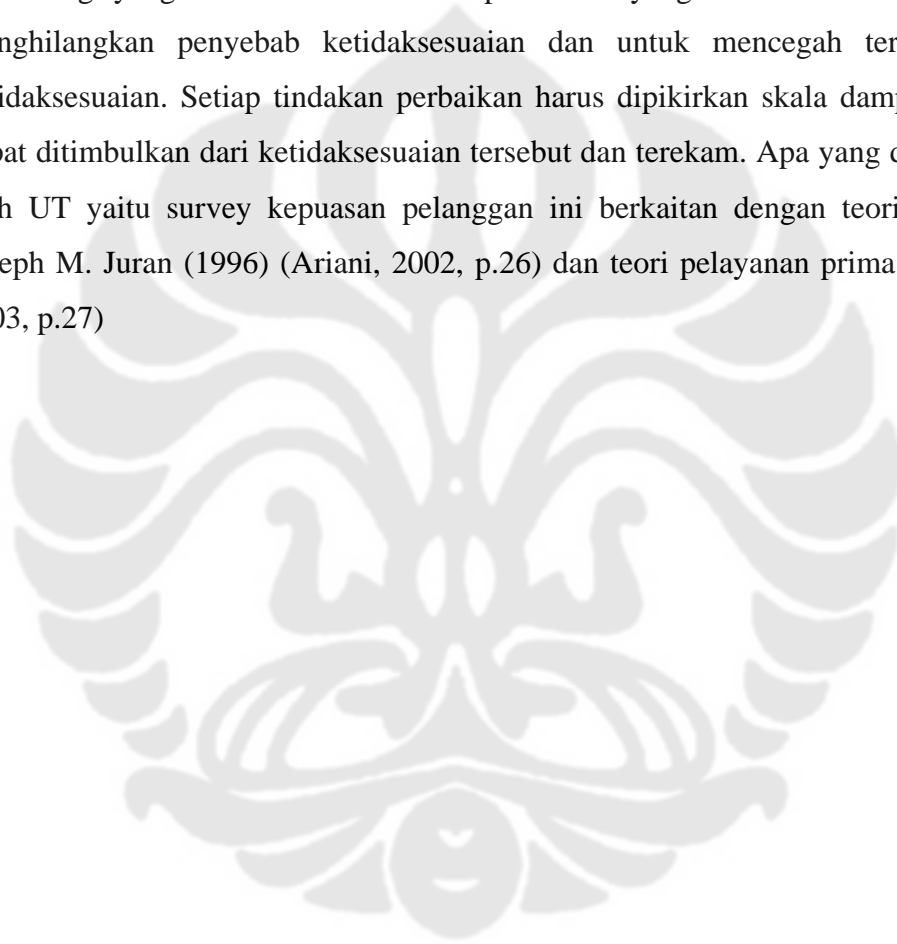 nghilangkan penyebab ketidaksesuaian dan untuk mencegah ter
idaksesuaian. Setiap tindakan perbaikan harus dipikirkan skala damp
at ditimbulkan dari ketidaksesuaian tersebut dan terekam. Apa yang
h UT yaitu survey kepuasan pelanggan ini berkaitan dengan teori
eph M. Juran (1996) (Ariani, 2002, p.26) dan teori pelayanan prima
03, p.27)